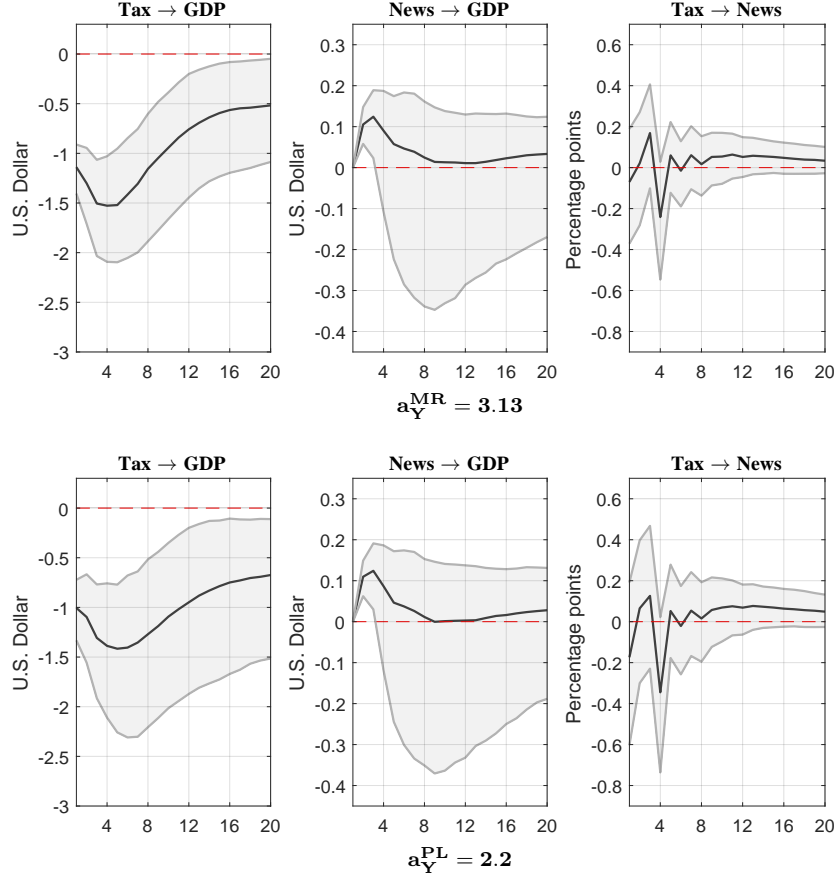 Tax → GDP
News → GDP
Tax → News
U.S. Dollar
0
-0.5
-1
-1.5
-2
-2.5
-3
4 8 12 16 20
U.S. Dollar
0.3
0.2
0.1
0
-0.1
-0.2
-0.3
-0.4
4 8 12 16 20
Percentage points
0.6
0.4
0.2
0
-0.2
-0.4
-0.6
-0.8
4 8 12 16 20
a_Y^MR = 3.13
Tax → GDP
News → GDP
Tax → News
U.S. Dollar
0
-0.5
-1
-1.5
-2
-2.5
-3
4 8 12 16 20
U.S. Dollar
0.3
0.2
0.1
0
-0.1
-0.2
-0.3
-0.4
4 8 12 16 20
Percentage points
0.6
0.4
0.2
0
-0.2
-0.4
-0.6
-0.8
4 8 12 16 20
a_Y^PL = 2.2